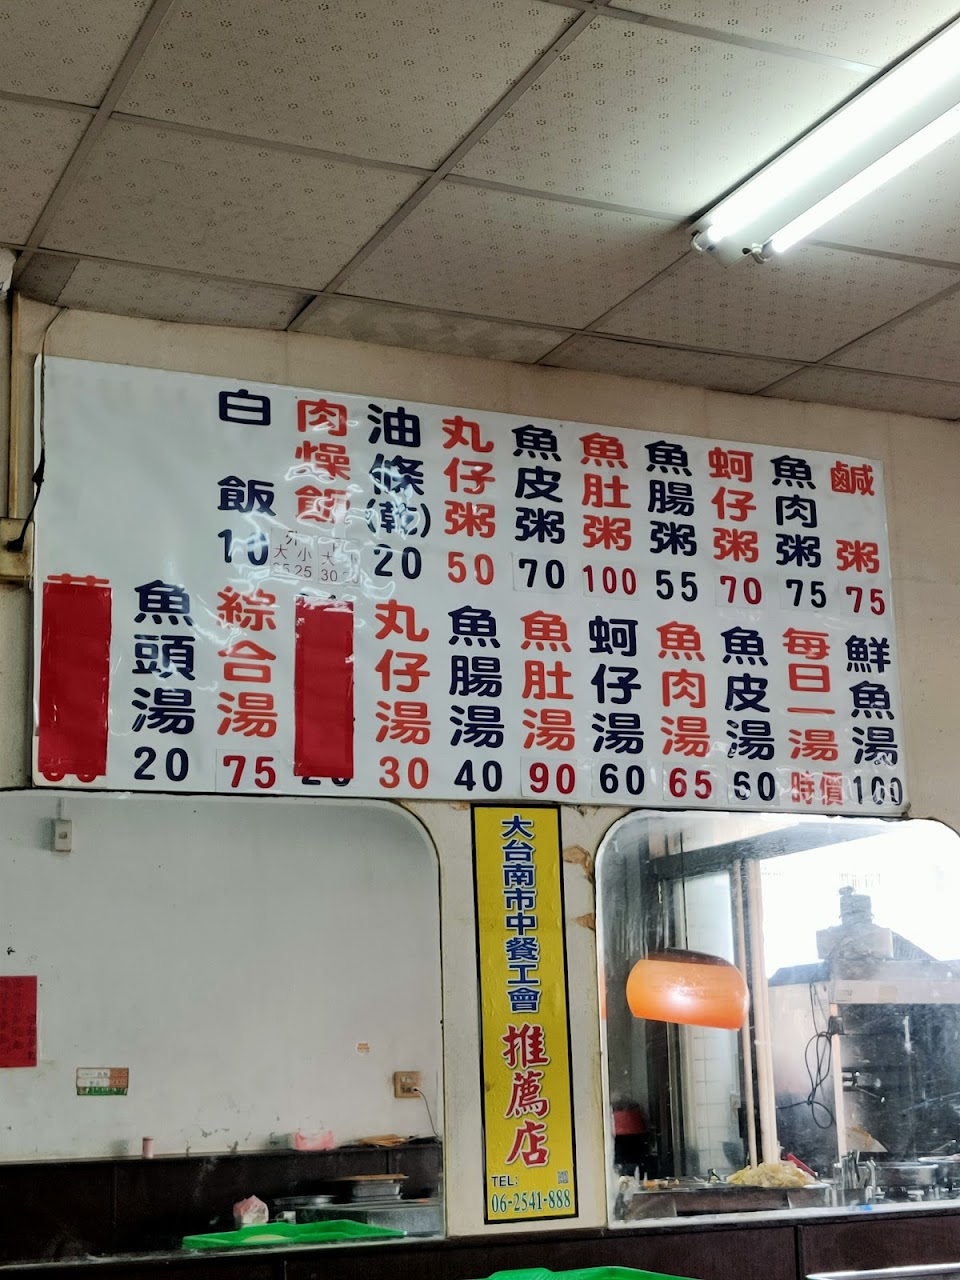 鹹粥 75
魚肉粥 75
蚵仔粥 70
魚腸粥 55
魚肚粥 100
魚皮粥 70
丸仔粥 50
油條(乾) 20
肉燥飯
大 小 大
25 30
白飯 10
鮮魚湯 100
每日一湯 時價
魚皮湯 60
魚肉湯 65
蚵仔湯 60
魚肚湯 90
魚腸湯 40
丸仔湯 30
綜合湯 75
魚頭湯 20
大台南市中餐工會
推薦店
TEL:
06-2541-888